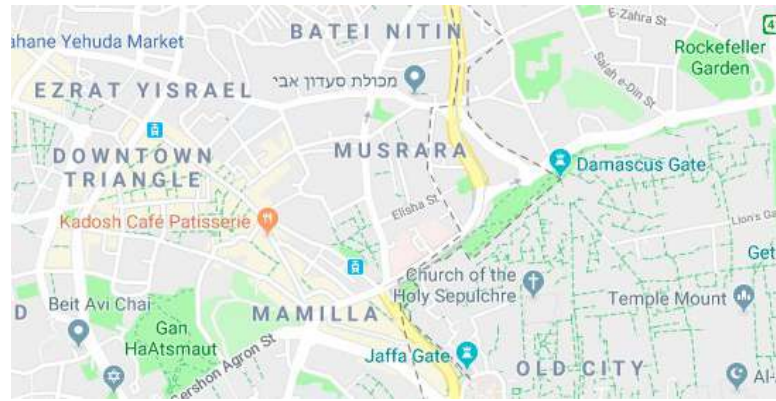 BATEI NITIN
E-Zahra St
4
ahane Yehuda Market
Rockefeller
Garden
Salah e-Din St
מכולת סעדון אבי
EZRAT YISRAEL
MUSRARA
DOWNTOWN
TRIANGLE
Damascus Gate
Elisha St
Kadosh Café Patisserie
Lion's Ga
Get
Church of the
Holy Sepulchre
Beit Avi Chai
Temple Mount
D
MAMILLA
Gan
HaAtsmaut
Gershon Agron St
Jaffa Gate
OLD CITY
Al-